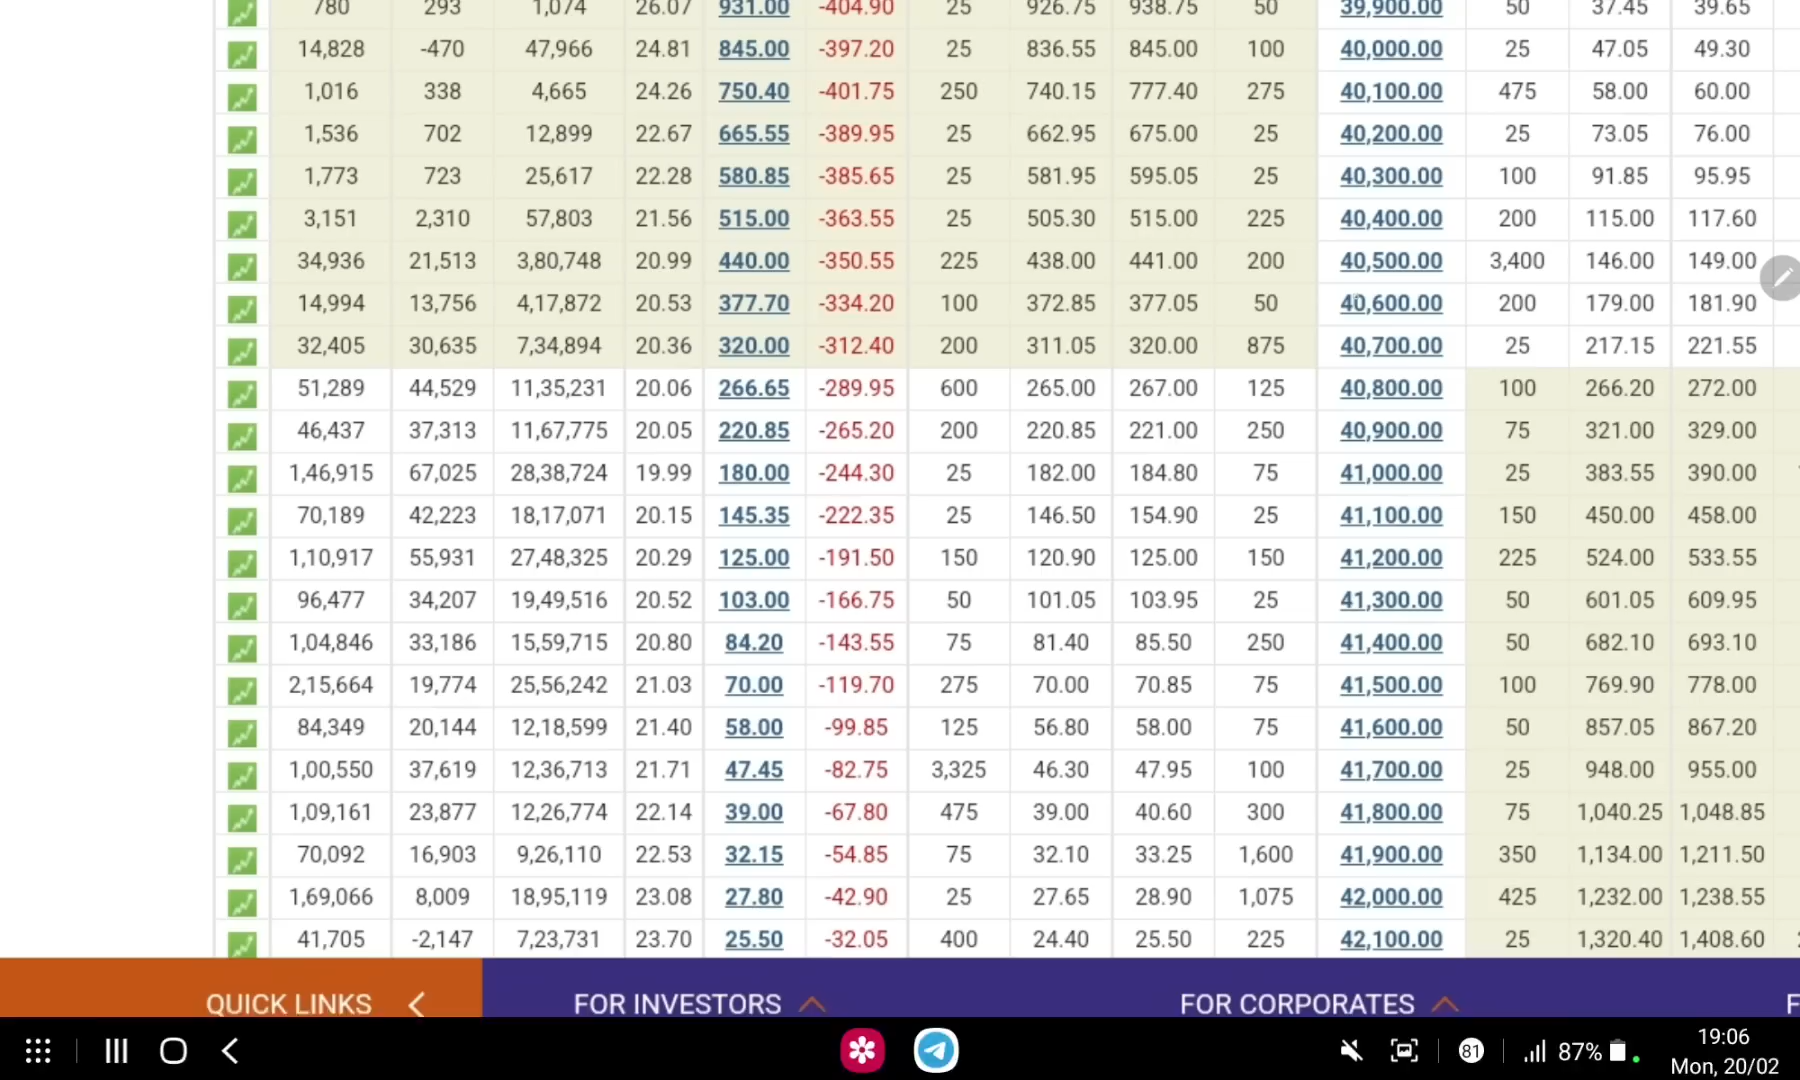 780 293 1,074 26.07 931.00 -404.90 25 926.75 938.75 50 39,900.00 50 37.45 39.65
14,828 -470 47,966 24.81 845.00 -397.20 25 836.55 845.00 100 40,000.00 25 47.05 49.30
1,016 338 4,665 24.26 750.40 -401.75 250 740.15 777.40 275 40,100.00 475 58.00 60.00
1,536 702 12,899 22.67 665.55 -389.95 25 662.95 675.00 25 40,200.00 25 73.05 76.00
1,773 723 25,617 22.28 580.85 -385.65 25 581.95 595.05 25 40,300.00 100 91.85 95.95
3,151 2,310 57,803 21.56 515.00 -363.55 25 505.30 515.00 225 40,400.00 200 115.00 117.60
34,936 21,513 3,80,748 20.99 440.00 -350.55 225 438.00 441.00 200 40,500.00 3,400 146.00 149.00
14,994 13,756 4,17,872 20.53 377.70 -334.20 100 372.85 377.05 50 40,600.00 200 179.00 181.90
32,405 30,635 7,34,894 20.36 320.00 -312.40 200 311.05 320.00 875 40,700.00 25 217.15 221.55
51,289 44,529 11,35,231 20.06 266.65 -289.95 600 265.00 267.00 125 40,800.00 100 266.20 272.00
46,437 37,313 11,67,775 20.05 220.85 -265.20 200 220.85 221.00 250 40,900.00 75 321.00 329.00
1,46,915 67,025 28,38,724 19.99 180.00 -244.30 25 182.00 184.80 75 41,000.00 25 383.55 390.00
70,189 42,223 18,17,071 20.15 145.35 -222.35 25 146.50 154.90 25 41,100.00 150 450.00 458.00
1,10,917 55,931 27,48,325 20.29 125.00 -191.50 150 120.90 125.00 150 41,200.00 225 524.00 533.55
96,477 34,207 19,49,516 20.52 103.00 -166.75 50 101.05 103.95 25 41,300.00 50 601.05 609.95
1,04,846 33,186 15,59,715 20.80 84.20 -143.55 75 81.40 85.50 250 41,400.00 50 682.10 693.10
2,15,664 19,774 25,56,242 21.03 70.00 -119.70 275 70.00 70.85 75 41,500.00 100 769.90 778.00
84,349 20,144 12,18,599 21.40 58.00 -99.85 125 56.80 58.00 75 41,600.00 50 857.05 867.20
1,00,550 37,619 12,36,713 21.71 47.45 -82.75 3,325 46.30 47.95 100 41,700.00 25 948.00 955.00
1,09,161 23,877 12,26,774 22.14 39.00 -67.80 475 39.00 40.60 300 41,800.00 75 1,040.25 1,048.85
70,092 16,903 9,26,110 22.53 32.15 -54.85 75 32.10 33.25 1,600 41,900.00 350 1,134.00 1,211.50
1,69,066 8,009 18,95,119 23.08 27.80 -42.90 25 27.65 28.90 1,075 42,000.00 425 1,232.00 1,238.55
41,705 -2,147 7,23,731 23.70 25.50 -32.05 400 24.40 25.50 225 42,100.00 25 1,320.40 1,408.60
QUICK LINKS FOR INVESTORS FOR CORPORATES
81 87% 19:06
Mon, 20/02